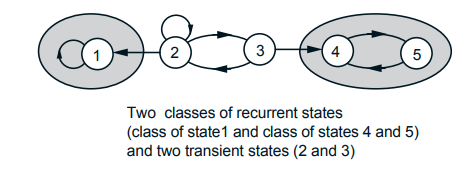 1 2 3 4 5
Two classes of recurrent states
(class of state1 and class of states 4 and 5)
and two transient states (2 and 3)